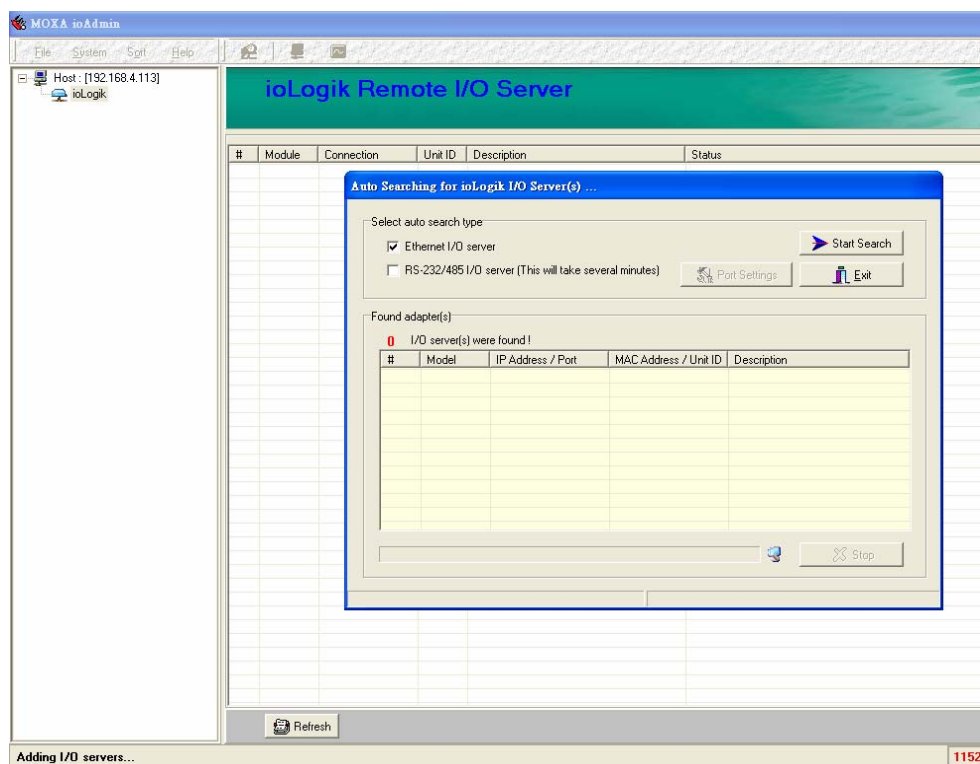 MOXA ioAdmin
File System Sort Help
Host : [192.168.4.113]
ioLogik
ioLogik Remote I/O Server
# Module Connection Unit ID Description Status
Auto Searching for ioLogik I/O Server(s) ...
Select auto search type
Ethernet I/O server
Start Search
RS-232/485 I/O server (This will take several minutes)
Port Settings
Exit
Found adapter(s)
0 I/O server(s) were found !
# Model IP Address / Port MAC Address / Unit ID Description
Stop
Refresh
Adding I/O servers...
1152